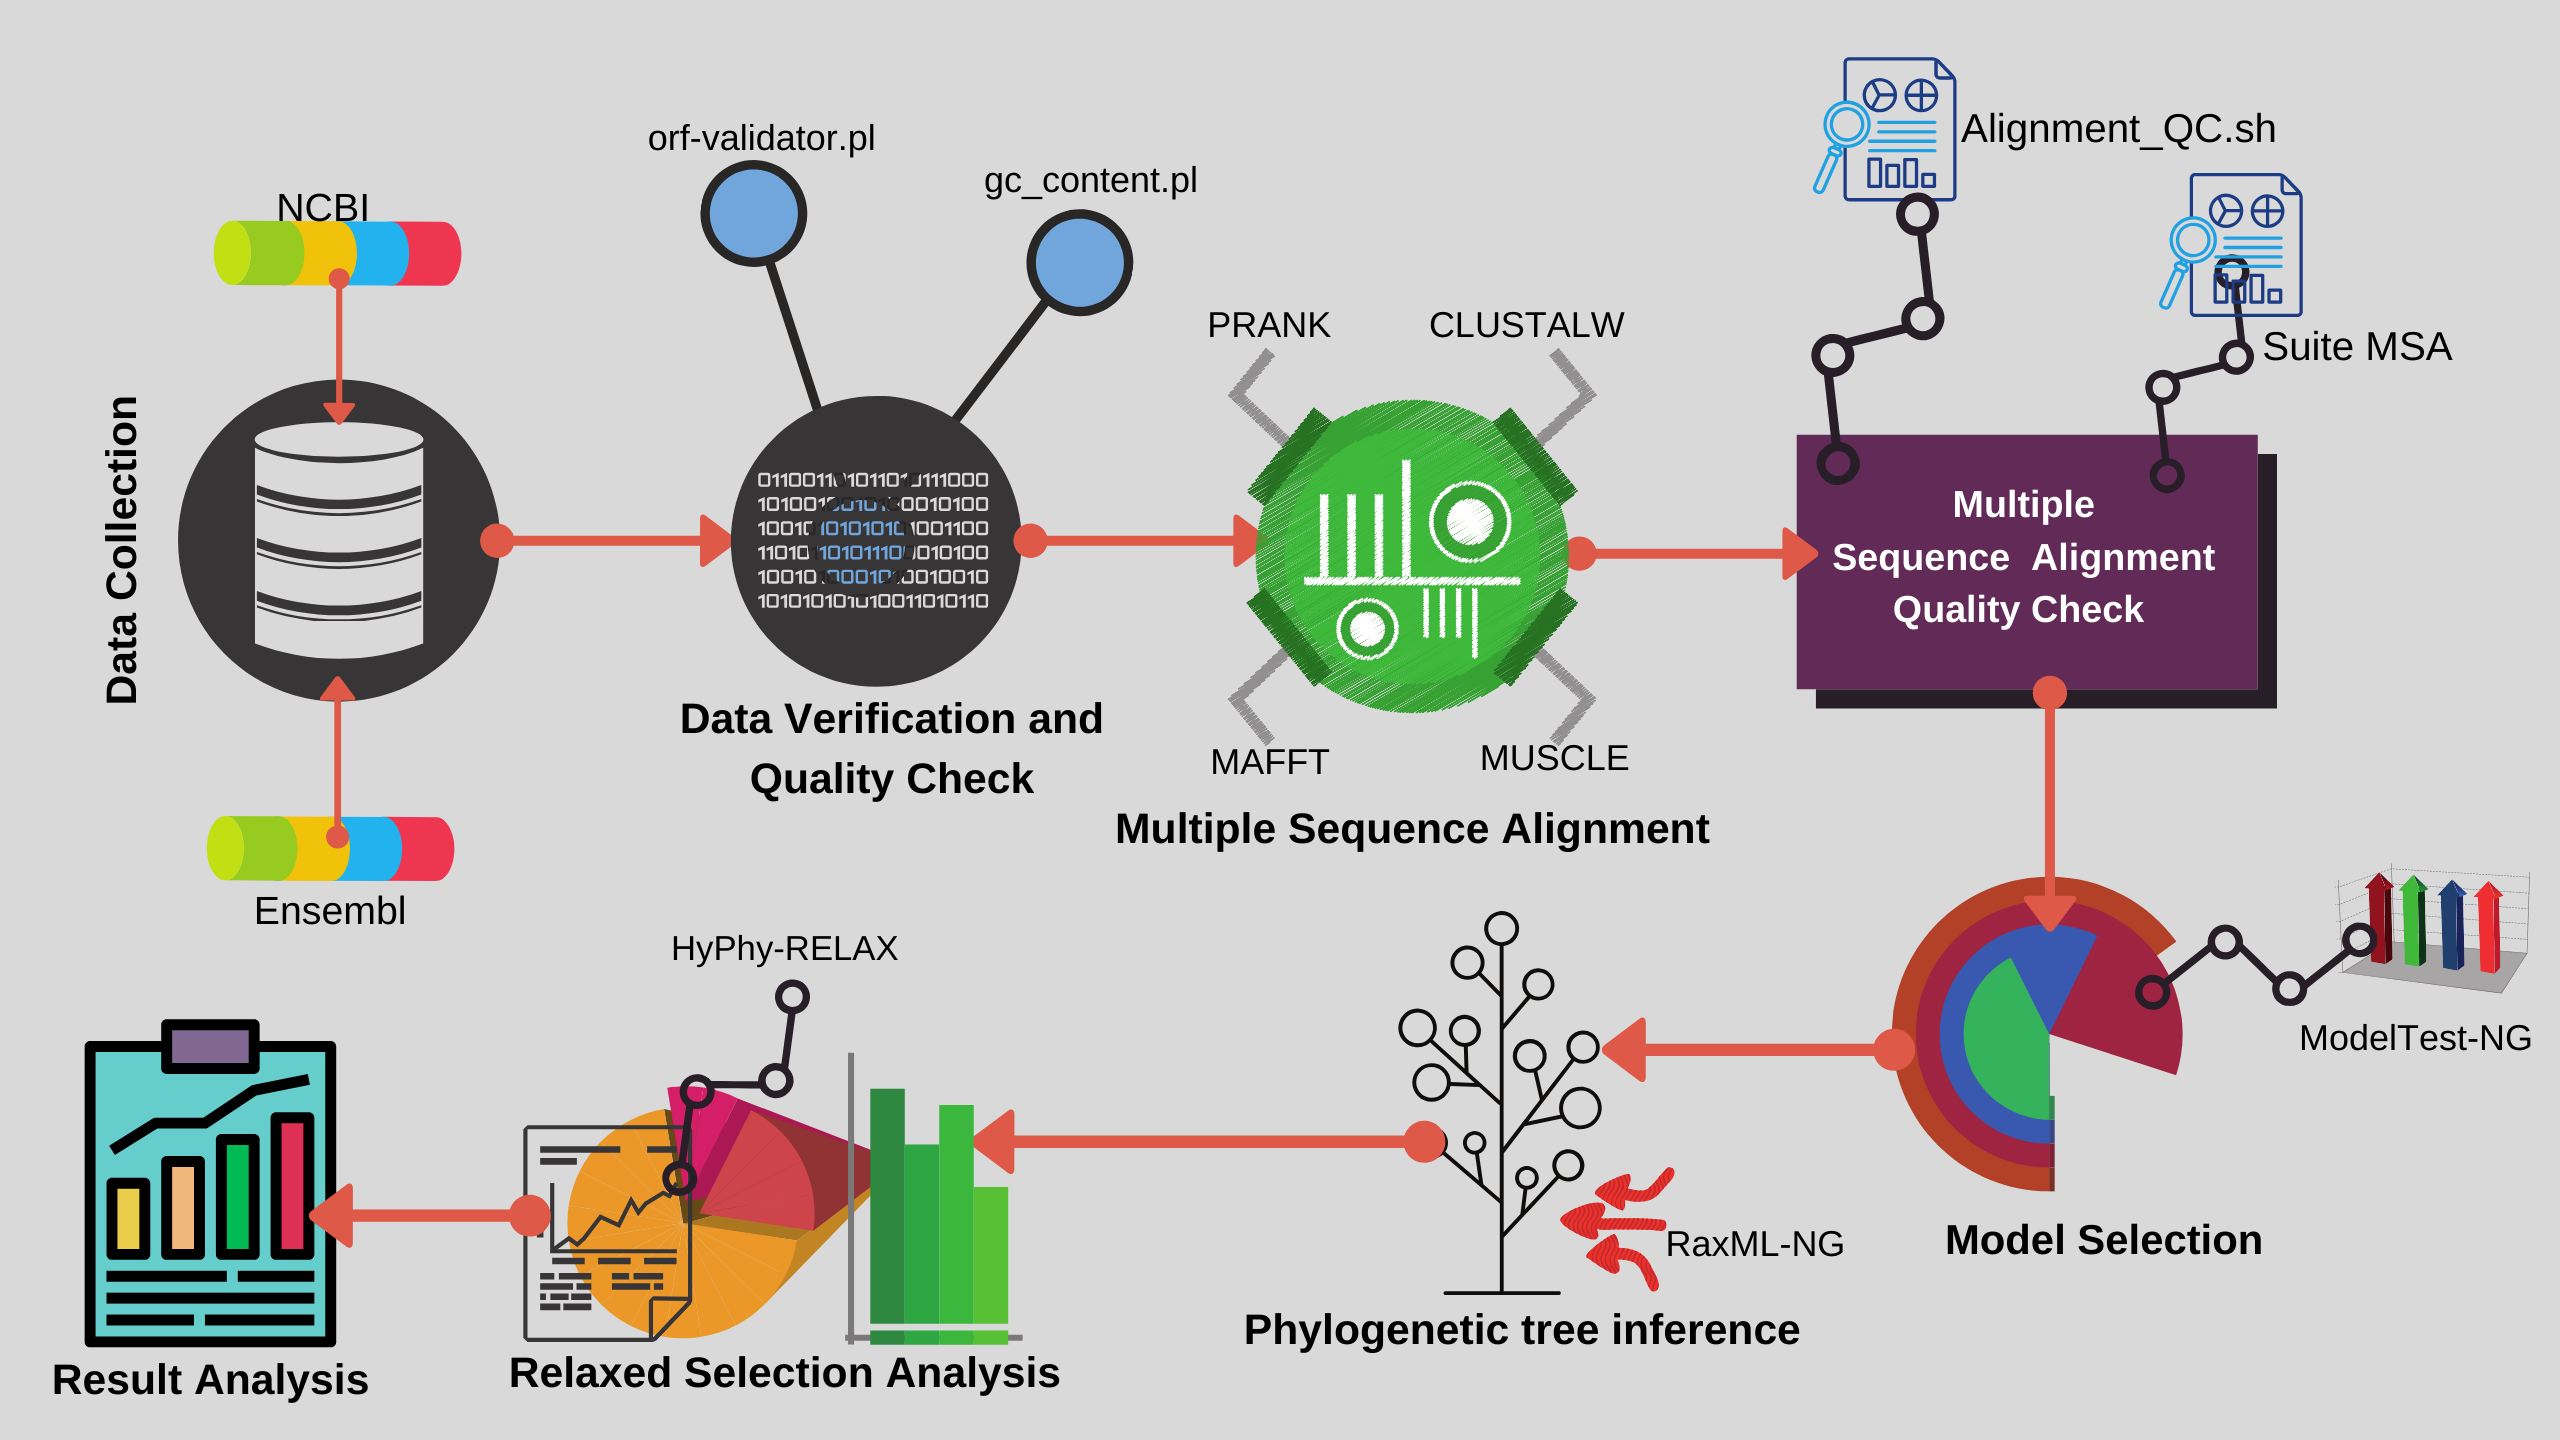 NCBI
Data Collection
Ensembl
orf-validator.pl
gc_content.pl
Data Verification and
Quality Check
PRANK
CLUSTALW
MAFFT
MUSCLE
Multiple Sequence Alignment
Alignment_QC.sh
Suite MSA
Multiple
Sequence Alignment
Quality Check
ModelTest-NG
Model Selection
RaxML-NG
Phylogenetic tree inference
HyPhy-RELAX
Relaxed Selection Analysis
Result Analysis